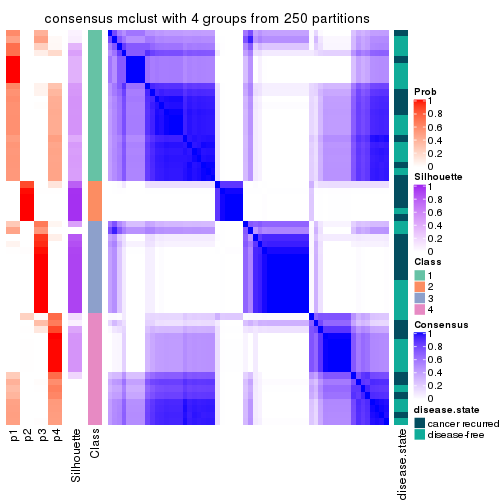 consensus mclust with 4 groups from 250 partitions
Prob
1
0.8
0.6
0.4
0.2
0
Silhouette
1
0.8
0.6
0.4
0.2
0
Class
1
2
3
4
Consensus
1
0.8
0.6
0.4
0.2
0
disease.state
cancer recurred
disease-free
p1
p2
p3
p4
Silhouette
Class
disease.state